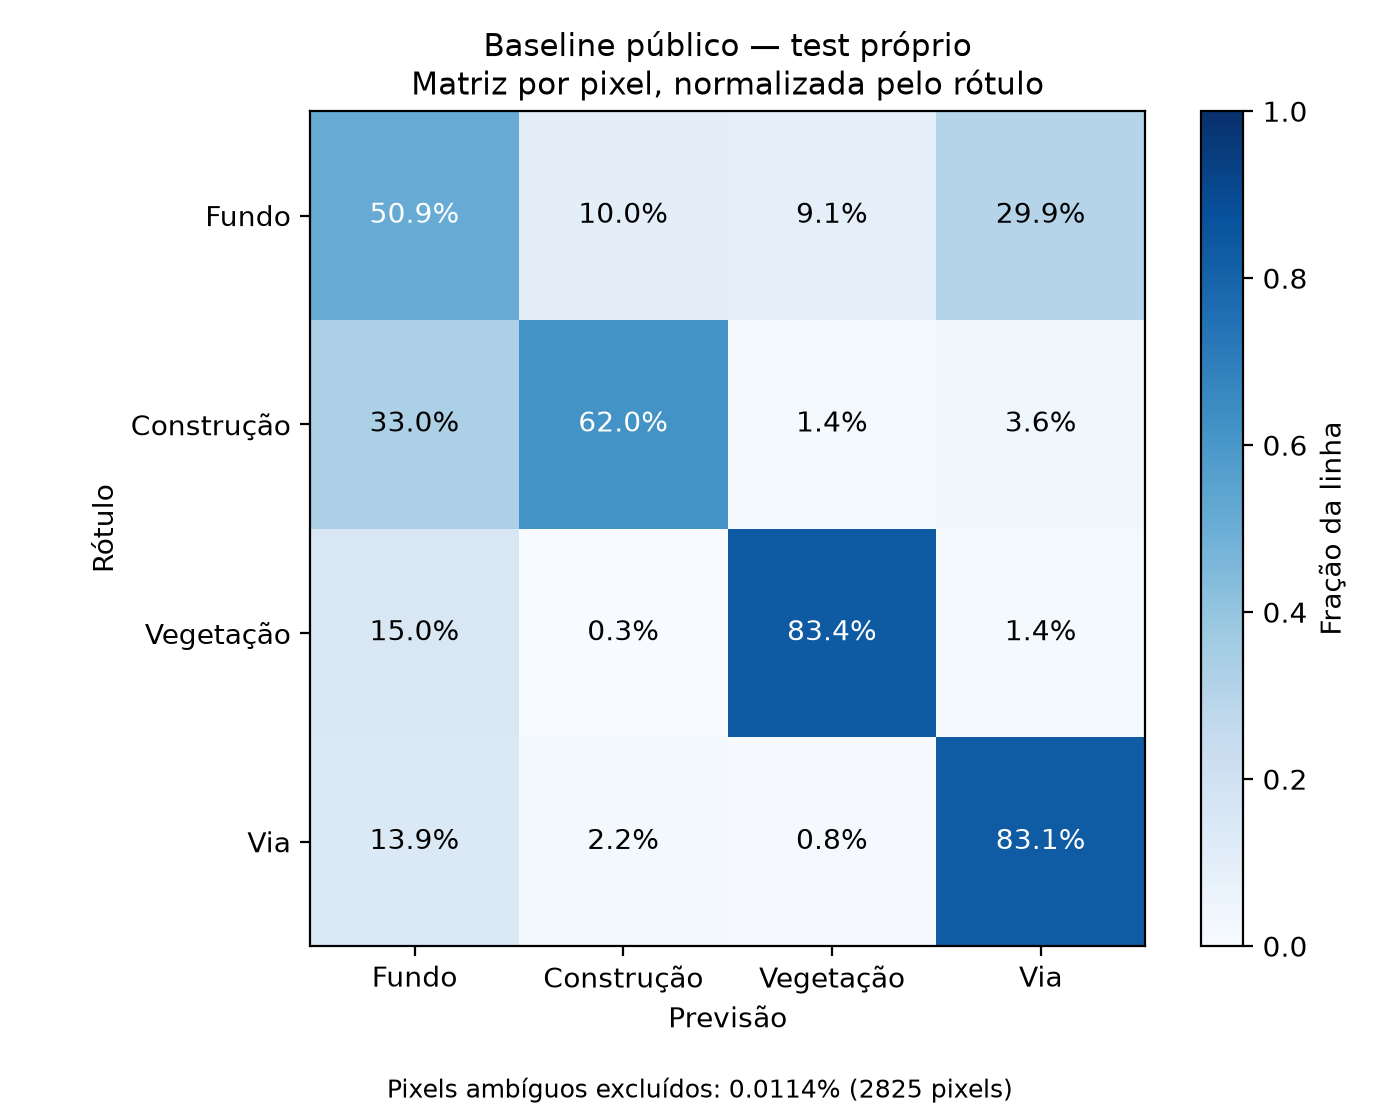 Baseline público — test próprio
Matriz por pixel, normalizada pelo rótulo
Fundo 50.9% 10.0% 9.1% 29.9%
Construção 33.0% 62.0% 1.4% 3.6%
Vegetação 15.0% 0.3% 83.4% 1.4%
Via 13.9% 2.2% 0.8% 83.1%
Rótulo
Fundo Construção Vegetação Via
Previsão
1.0
0.8
0.6
0.4
0.2
0.0
Fração da linha
Pixels ambíguos excluídos: 0.0114% (2825 pixels)